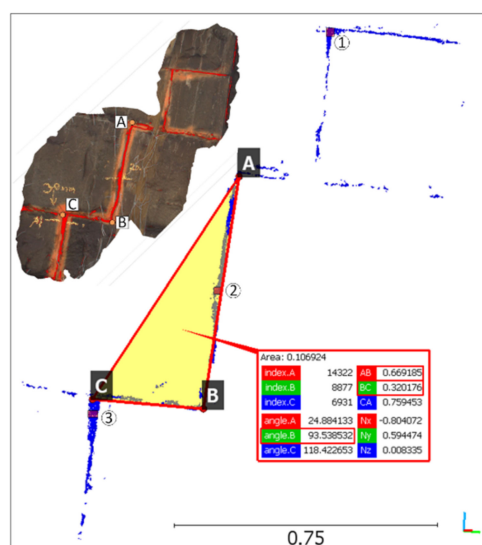 ①
A
A
B
C
②
Area: 0.106924
index.A 14322 AB 0.669185
index.B 8877 BC 0.320176
index.C 6931 CA 0.759453
angle.A 24.884133 Nx -0.804072
angle.B 93.538532 Ny 0.594474
angle.C 118.422653 Nz 0.008335
C
B
③
0.75